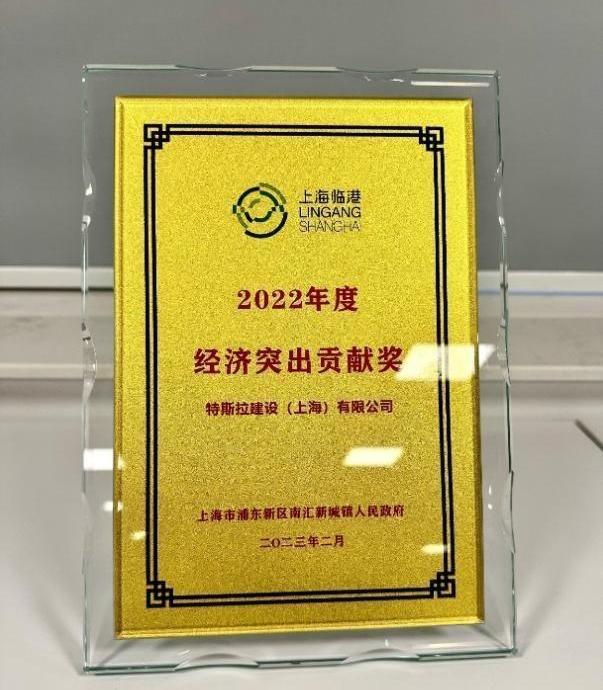 上海临港
LINGANG
SHANGHAI
2022年度
经济突出贡献奖
特斯拉建设（上海）有限公司
上海市浦东新区南汇新城镇人民政府
二〇二三年二月